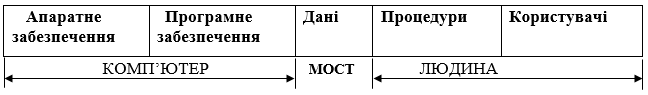 Апаратне забезпечення Програмне забезпечення Дані Процедури Користувачі
КОМП’ЮТЕР МОСТ ЛЮДИНА